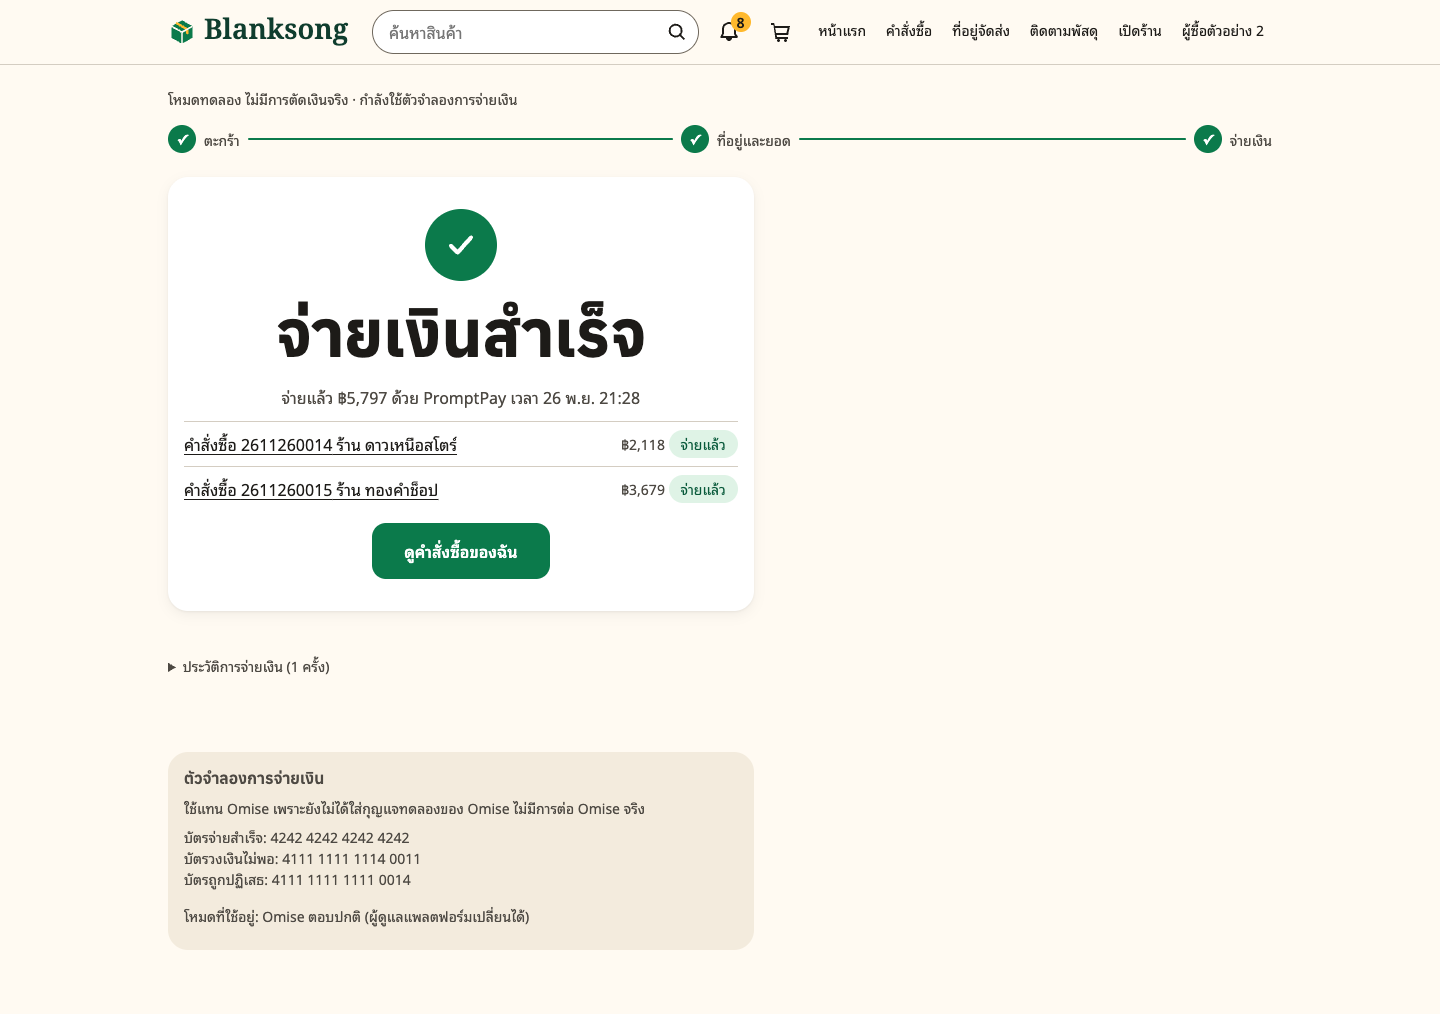 Blanksong
ค้นหาสินค้า
8
หน้าแรก
คำสั่งซื้อ
ที่อยู่จัดส่ง
ติดตามพัสดุ
เปิดร้าน
ผู้ซื้อตัวอย่าง 2
โหมดทดลอง ไม่มีการตัดเงินจริง · กำลังใช้ตัวจำลองการจ่ายเงิน
ตะกร้า
ที่อยู่และยอด
จ่ายเงิน
จ่ายเงินสำเร็จ
จ่ายแล้ว ฿5,797 ด้วย PromptPay เวลา 26 พ.ย. 21:28
คำสั่งซื้อ 2611260014 ร้าน ดาวเหนือสโตร์ ฿2,118 จ่ายแล้ว
คำสั่งซื้อ 2611260015 ร้าน ทองคำช็อป ฿3,679 จ่ายแล้ว
ดูคำสั่งซื้อของฉัน
ประวัติการจ่ายเงิน (1 ครั้ง)
ตัวจำลองการจ่ายเงิน
ใช้แทน Omise เพราะยังไม่ได้ใส่กุญแจทดลองของ Omise ไม่มีการต่อ Omise จริง
บัตรจ่ายสำเร็จ: 4242 4242 4242 4242
บัตรวงเงินไม่พอ: 4111 1111 1114 0011
บัตรถูกปฏิเสธ: 4111 1111 1111 0014
โหมดที่ใช้อยู่: Omise ตอบปกติ (ผู้ดูแลแพลตฟอร์มเปลี่ยนได้)